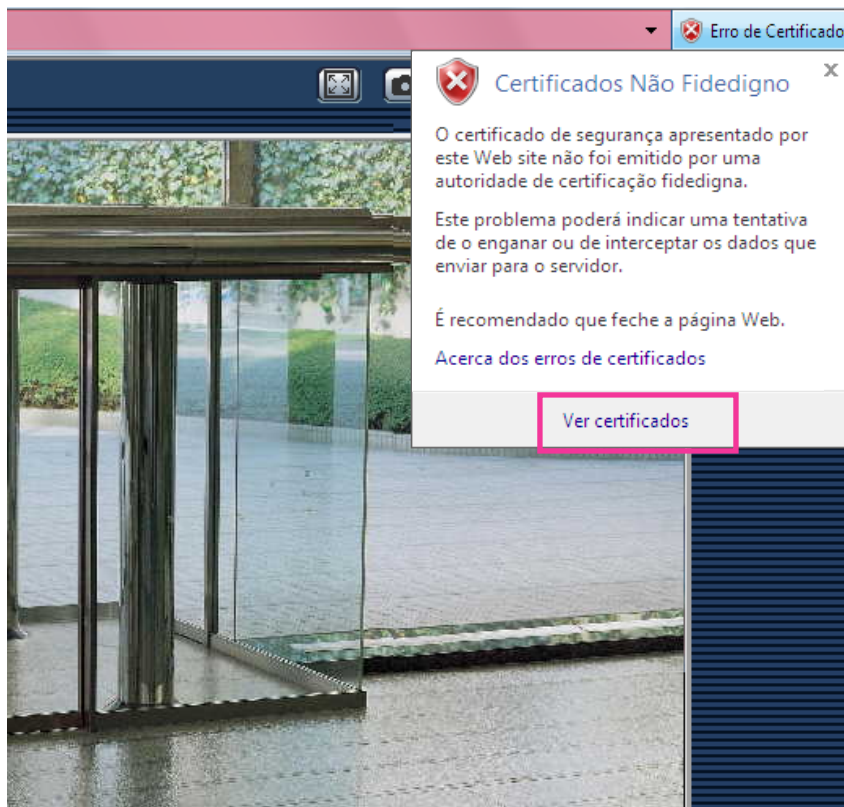 Erro de Certificado
Certificados Não Fidedigno
O certificado de segurança apresentado por
este Web site não foi emitido por uma
autoridade de certificação fidedigna.
Este problema poderá indicar uma tentativa
de o enganar ou de interceptar os dados que
enviar para o servidor.
É recomendado que feche a página Web.
Acerca dos erros de certificados
Ver certificados